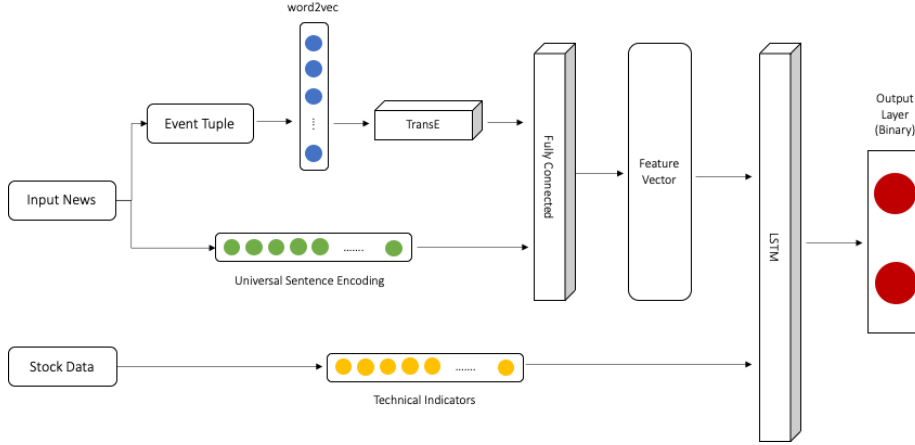 word2vec
Event Tuple
⋮
TransE
Input News
.......
Universal Sentence Encoding
Fully Connected
Feature
Vector
LSTM
Output
Layer
(Binary)
Stock Data
.......
Technical Indicators